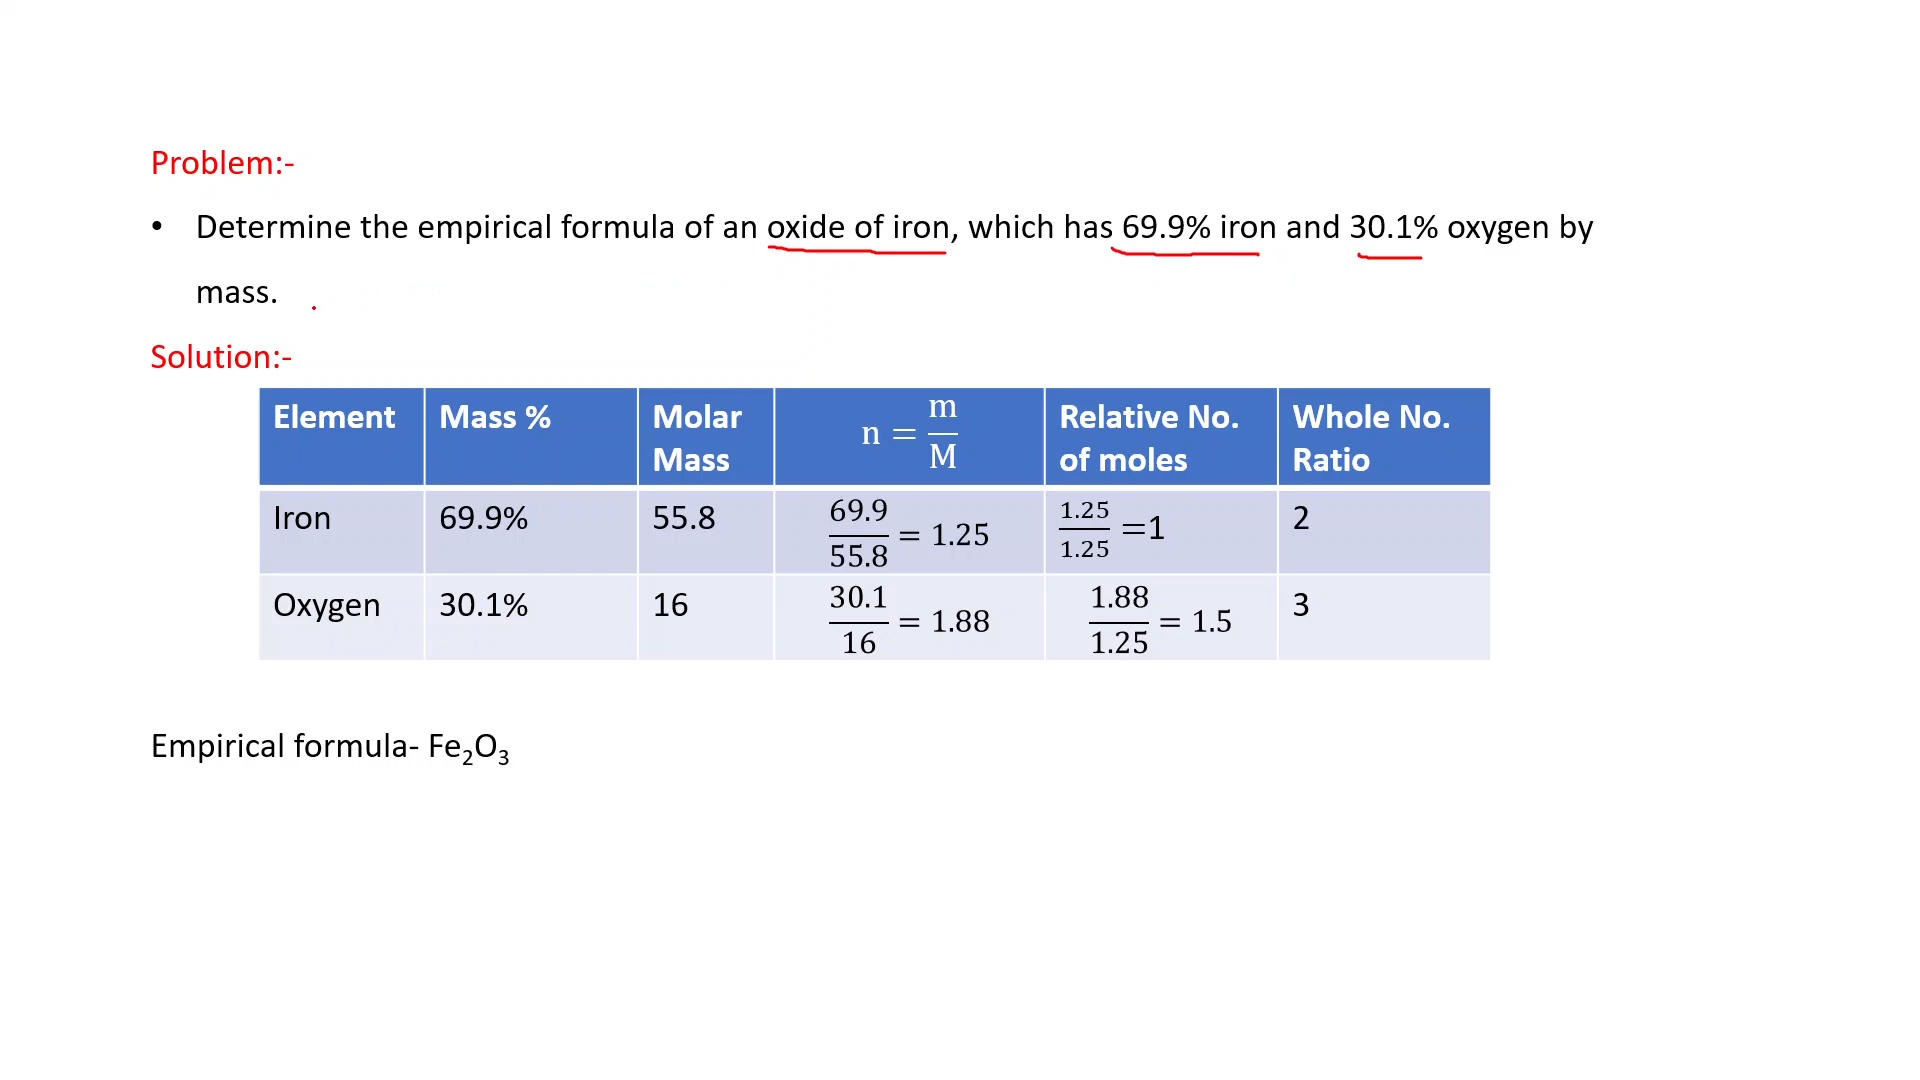 Problem:-
• Determine the empirical formula of an oxide of iron, which has 69.9% iron and 30.1% oxygen by
mass.
Solution:-
Element Mass % Molar Mass n = m/M Relative No. of moles Whole No. Ratio
Iron 69.9% 55.8 69.9/55.8 = 1.25 1.25/1.25 =1 2
Oxygen 30.1% 16 30.1/16 = 1.88 1.88/1.25 = 1.5 3
Empirical formula- Fe₂O₃